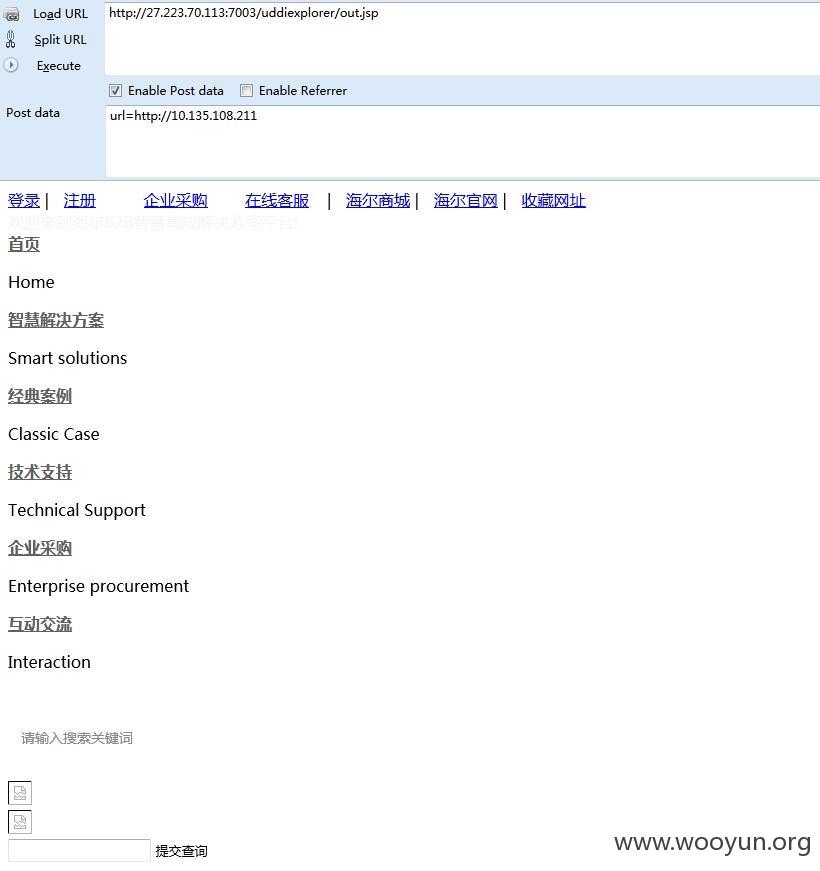 Load URL
http://27.223.70.113:7003/uddiexplorer/out.jsp
Split URL
Execute
Enable Post data Enable Referrer
Post data
url=http://10.135.108.211
登录 | 注册 企业采购 在线客服 | 海尔商城 | 海尔官网 | 收藏网址
欢迎来到海尔B2B智慧集成解决方案平台!
首页
Home
智慧解决方案
Smart solutions
经典案例
Classic Case
技术支持
Technical Support
企业采购
Enterprise procurement
互动交流
Interaction
请输入搜索关键词
提交查询
www.wooyun.org